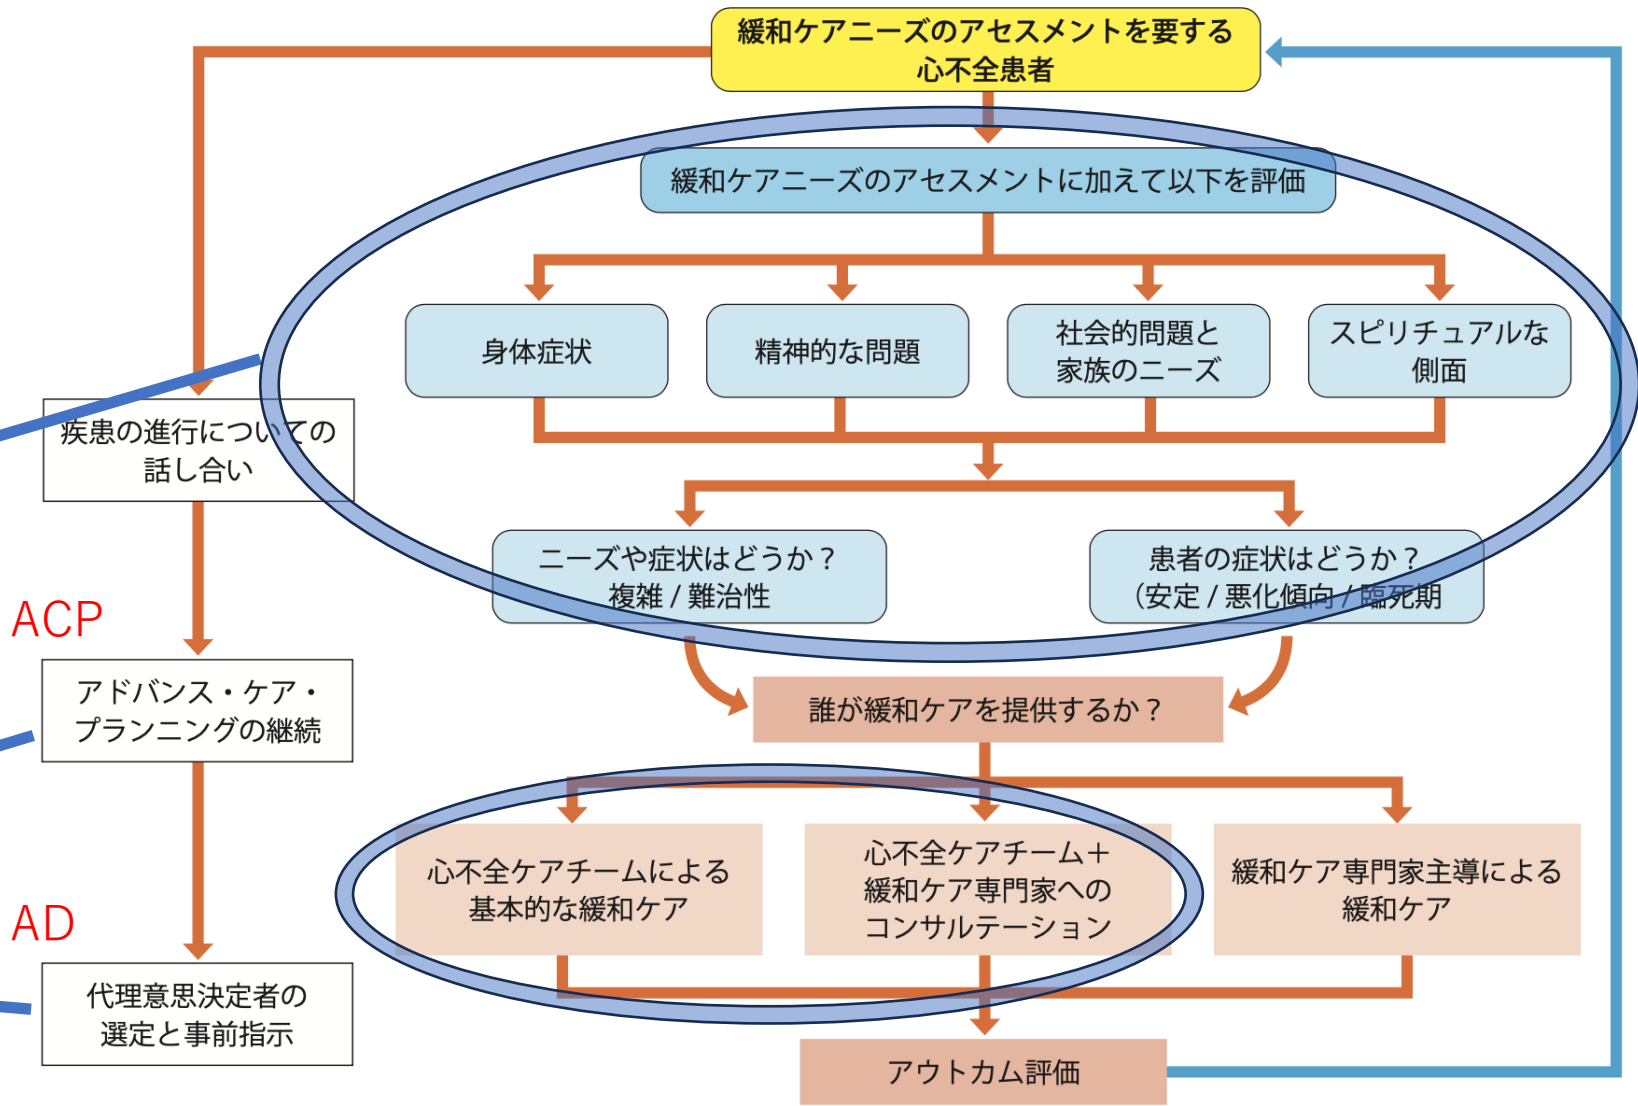 緩和ケアニーズのアセスメントを要する
心不全患者
緩和ケアニーズのアセスメントに加えて以下を評価
身体症状
精神的な問題
社会的問題と
家族のニーズ
スピリチュアルな
側面
疾患の進行についての
話し合い
ニーズや症状はどうか？
複雑 / 難治性
患者の症状はどうか？
（安定 / 悪化傾向 / 臨死期
ACP
アドバンス・ケア・
プランニングの継続
誰が緩和ケアを提供するか？
心不全ケアチームによる
基本的な緩和ケア
心不全ケアチーム＋
緩和ケア専門家への
コンサルテーション
緩和ケア専門家主導による
緩和ケア
AD
代理意思決定者の
選定と事前指示
アウトカム評価